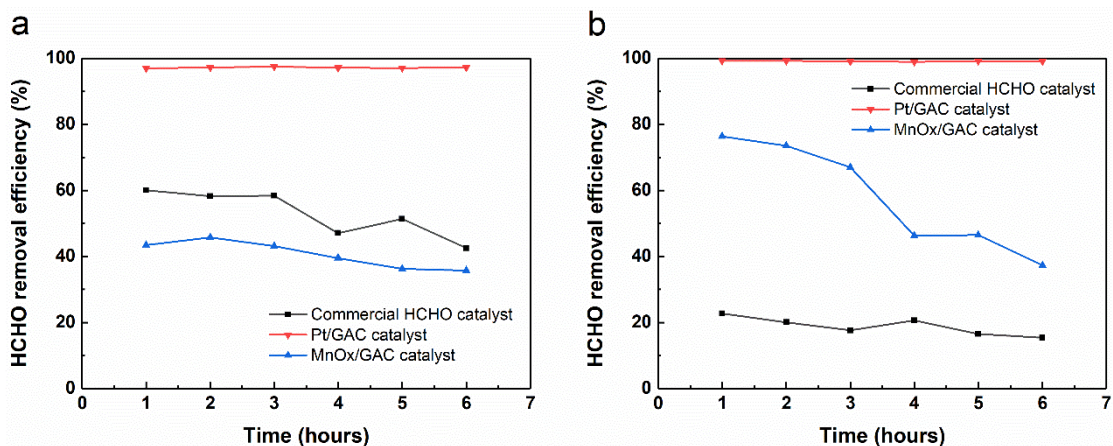 a
100
80
60
40
20
0
HCHO removal efficiency (%)
Commercial HCHO catalyst
Pt/GAC catalyst
MnOx/GAC catalyst
0 1 2 3 4 5 6 7
Time (hours)
b
100
80
60
40
20
0
HCHO removal efficiency (%)
Commercial HCHO catalyst
Pt/GAC catalyst
MnOx/GAC catalyst
0 1 2 3 4 5 6 7
Time (hours)